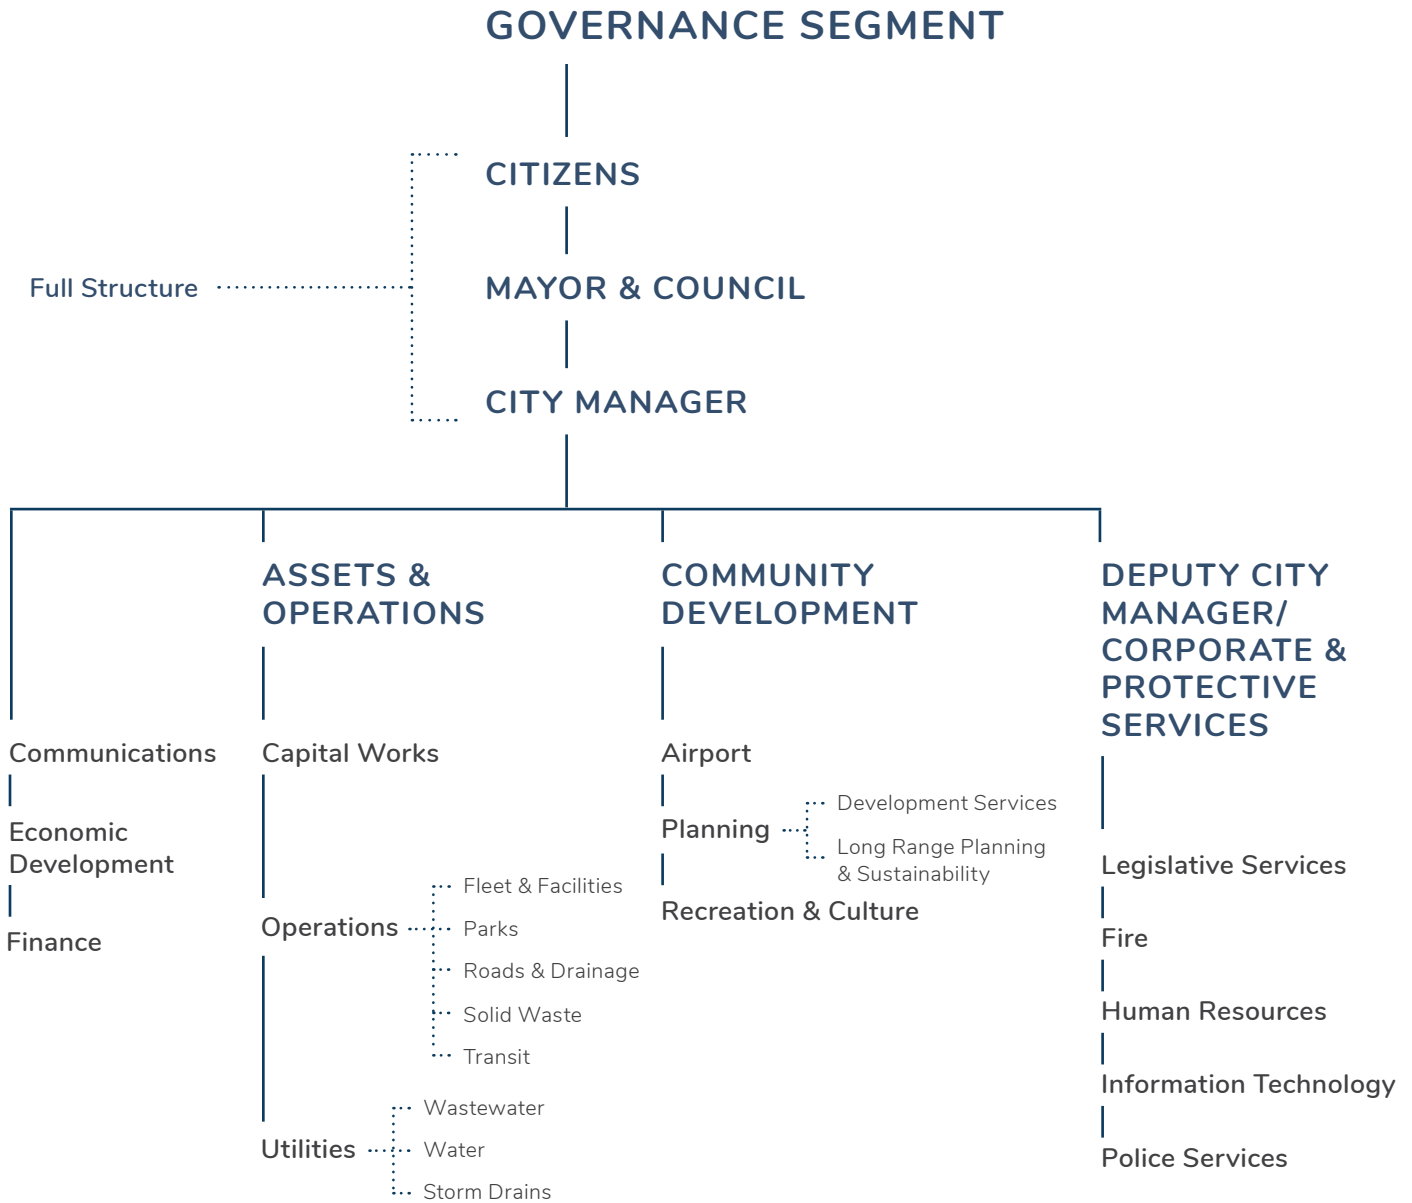 GOVERNANCE SEGMENT
CITIZENS
Full Structure
MAYOR & COUNCIL
CITY MANAGER
Communications
Economic
Development
Finance
ASSETS &
OPERATIONS
Capital Works
Operations
Fleet & Facilities
Parks
Roads & Drainage
Solid Waste
Transit
Utilities
Wastewater
Water
Storm Drains
COMMUNITY
DEVELOPMENT
Airport
Planning
Development Services
Long Range Planning
& Sustainability
Recreation & Culture
DEPUTY CITY
MANAGER/
CORPORATE &
PROTECTIVE
SERVICES
Legislative Services
Fire
Human Resources
Information Technology
Police Services